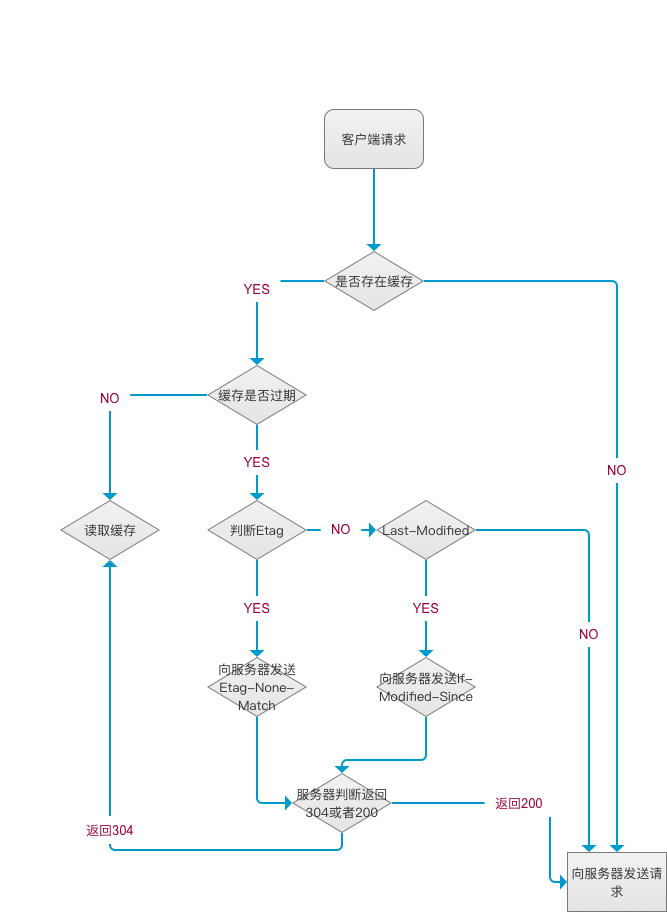 客户端请求
是否存在缓存
YES
缓存是否过期
NO
YES
NO
读取缓存
判断Etag
NO
Last-Modified
YES
YES
NO
向服务器发送
Etag-None-
Match
向服务器发送If-
Modified-Since
服务器判断返回
304或者200
返回200
返回304
向服务器发送请
求